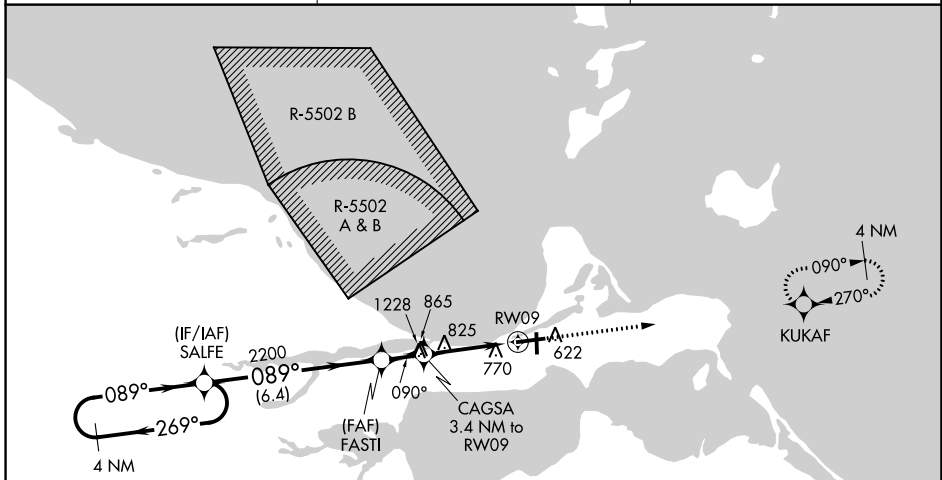 R-5502 B
R-5502
A & B
4 NM
090°
270°
KUKAF
1228
865
825
RW09
622
770
(IF/IAF)
SALFE
2200
089°
(6.4)
089°
269°
4 NM
090°
(FAF)
FASTI
CAGSA
3.4 NM to
RW09